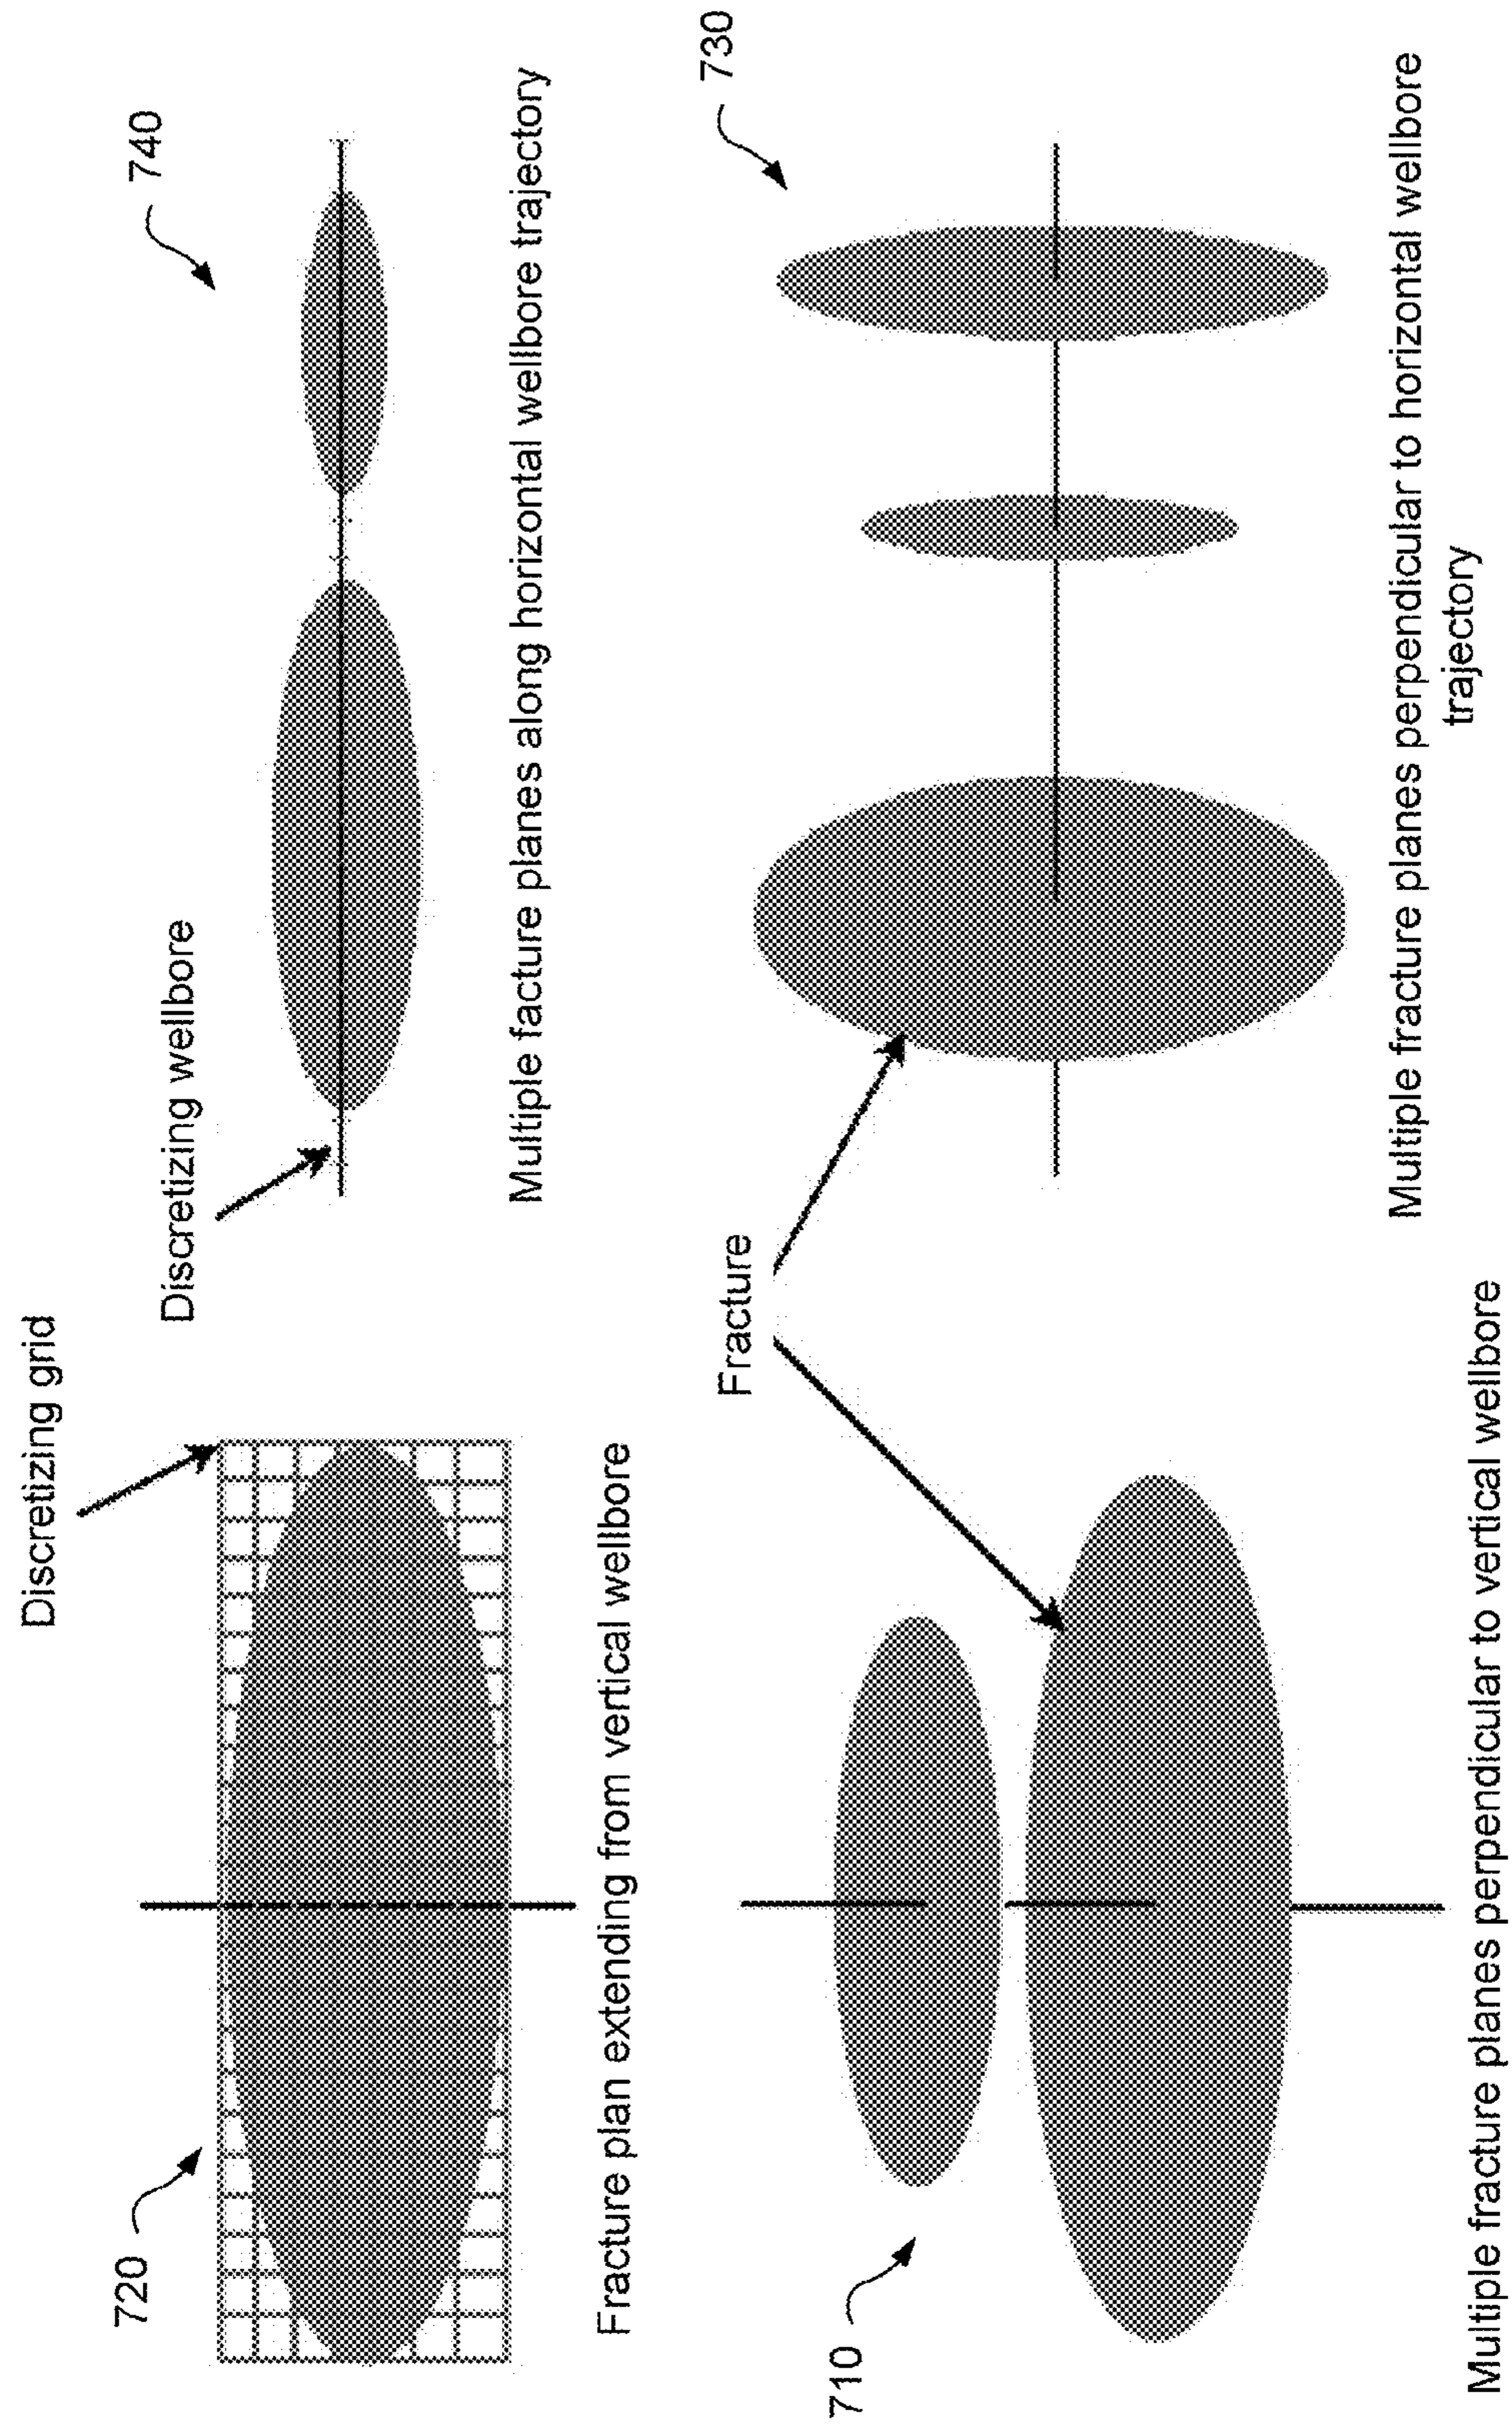 Discretizing grid
720
Fracture plan extending from vertical wellbore
740
Discretizing wellbore
Multiple facture planes along horizontal wellbore trajectory
710
Fracture
Multiple fracture planes perpendicular to vertical wellbore
730
Multiple fracture planes perpendicular to horizontal wellbore
trajectory